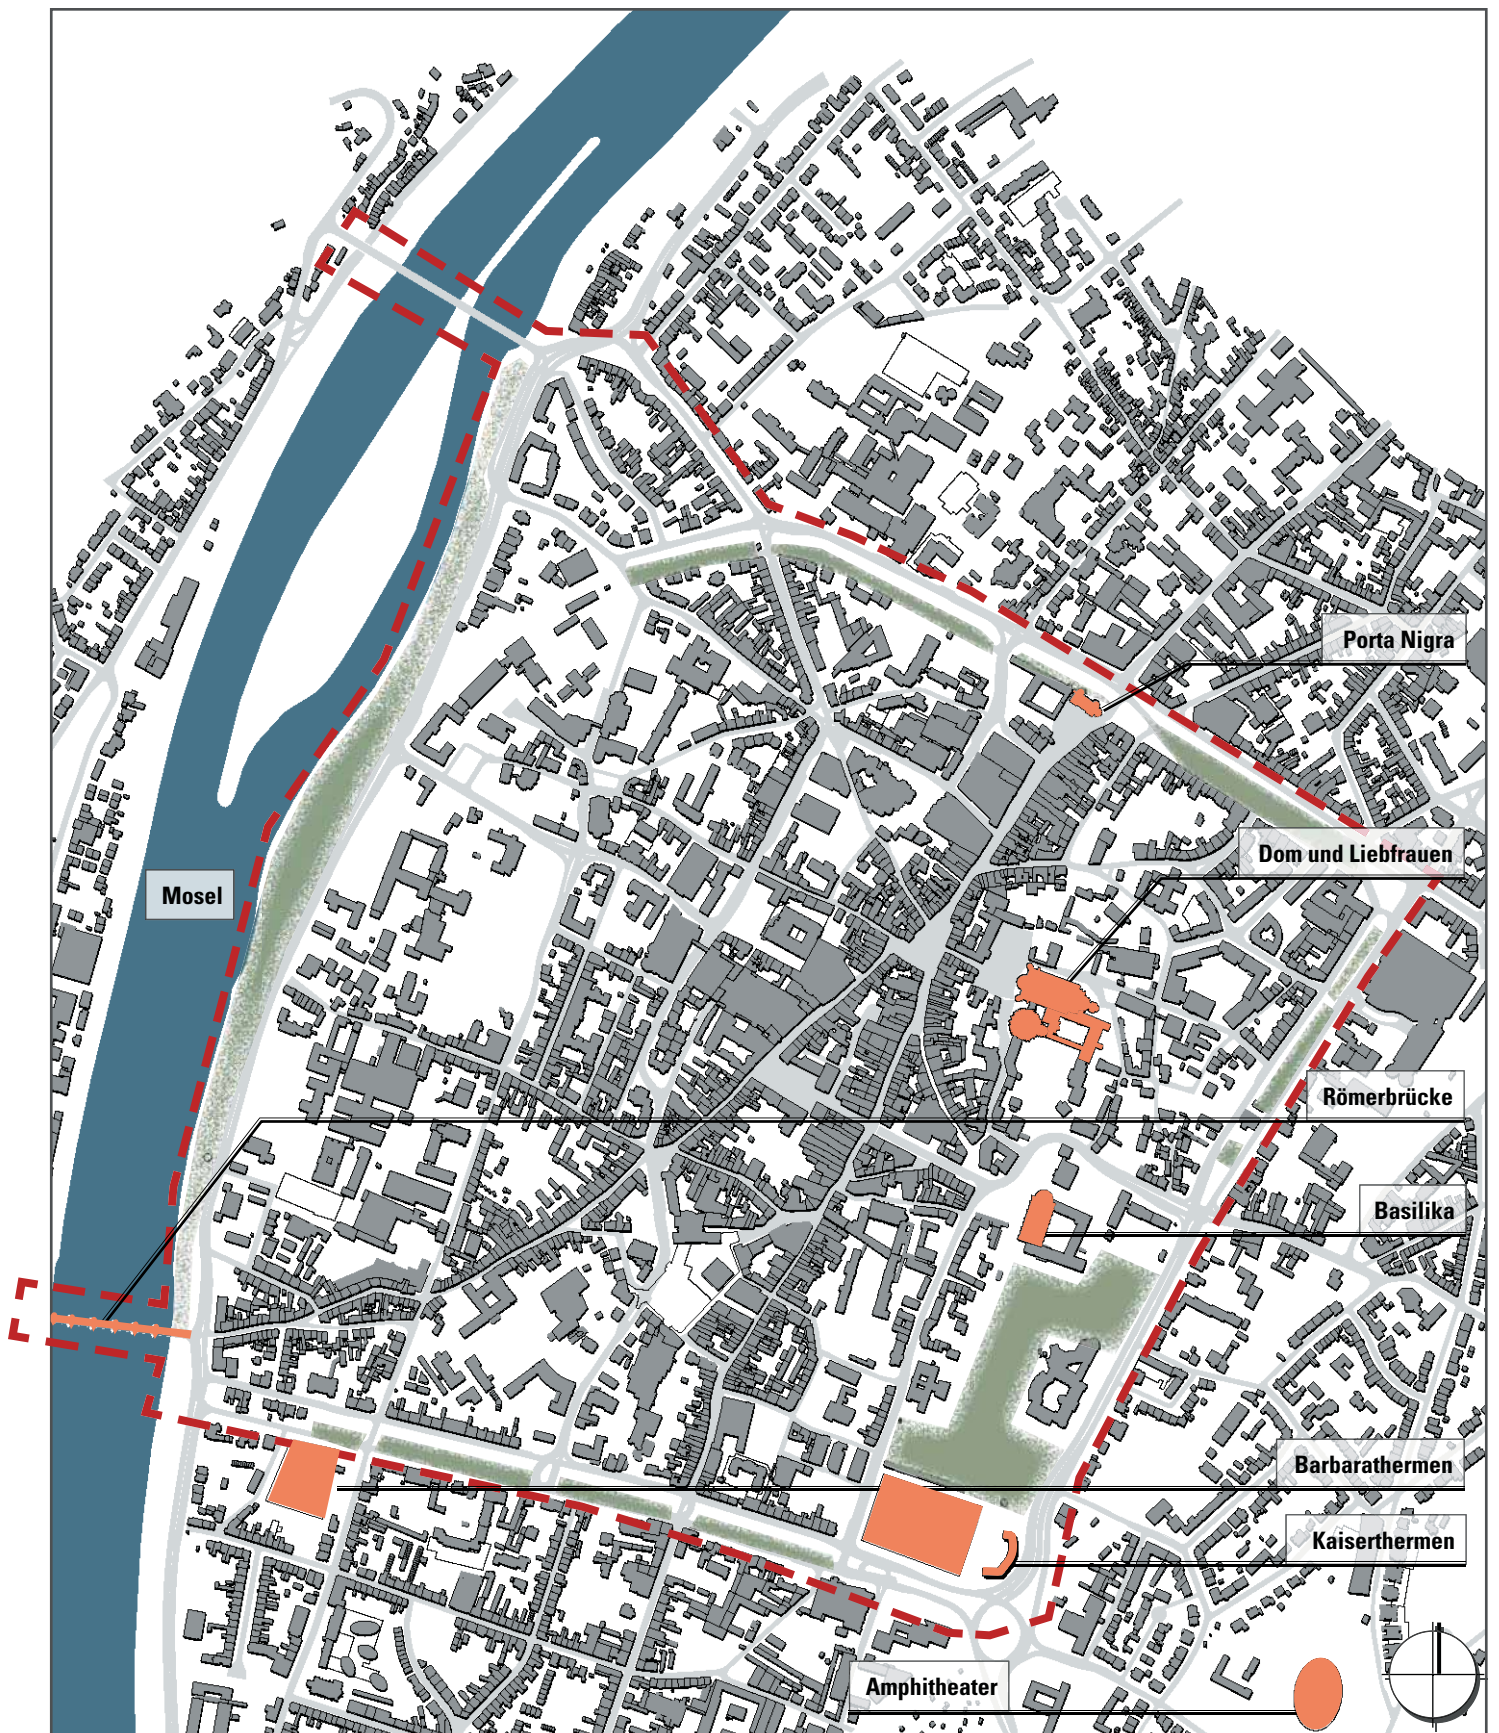 Porta Nigra
Dom und Liebfrauen
Mosel
Römerbrücke
Basilika
Barbarathermen
Kaiserthermen
Amphitheater